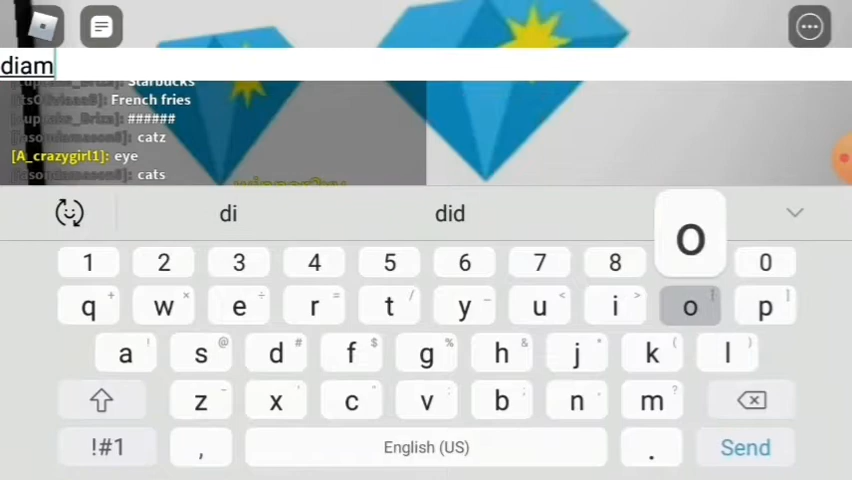 diam
Starbucks
French fries
######
catz
[A_crazygirl1]: eye
cats
di did
o
1 2 3 4 5 6 7 8 0
q + w × e ÷ r = t / y _ u < i > o [ p ]
a ! s @ d # f $ g % h & j * k ( l )
z - x ' c " v : b ; n , m ?
!#1 , English (US) . Send